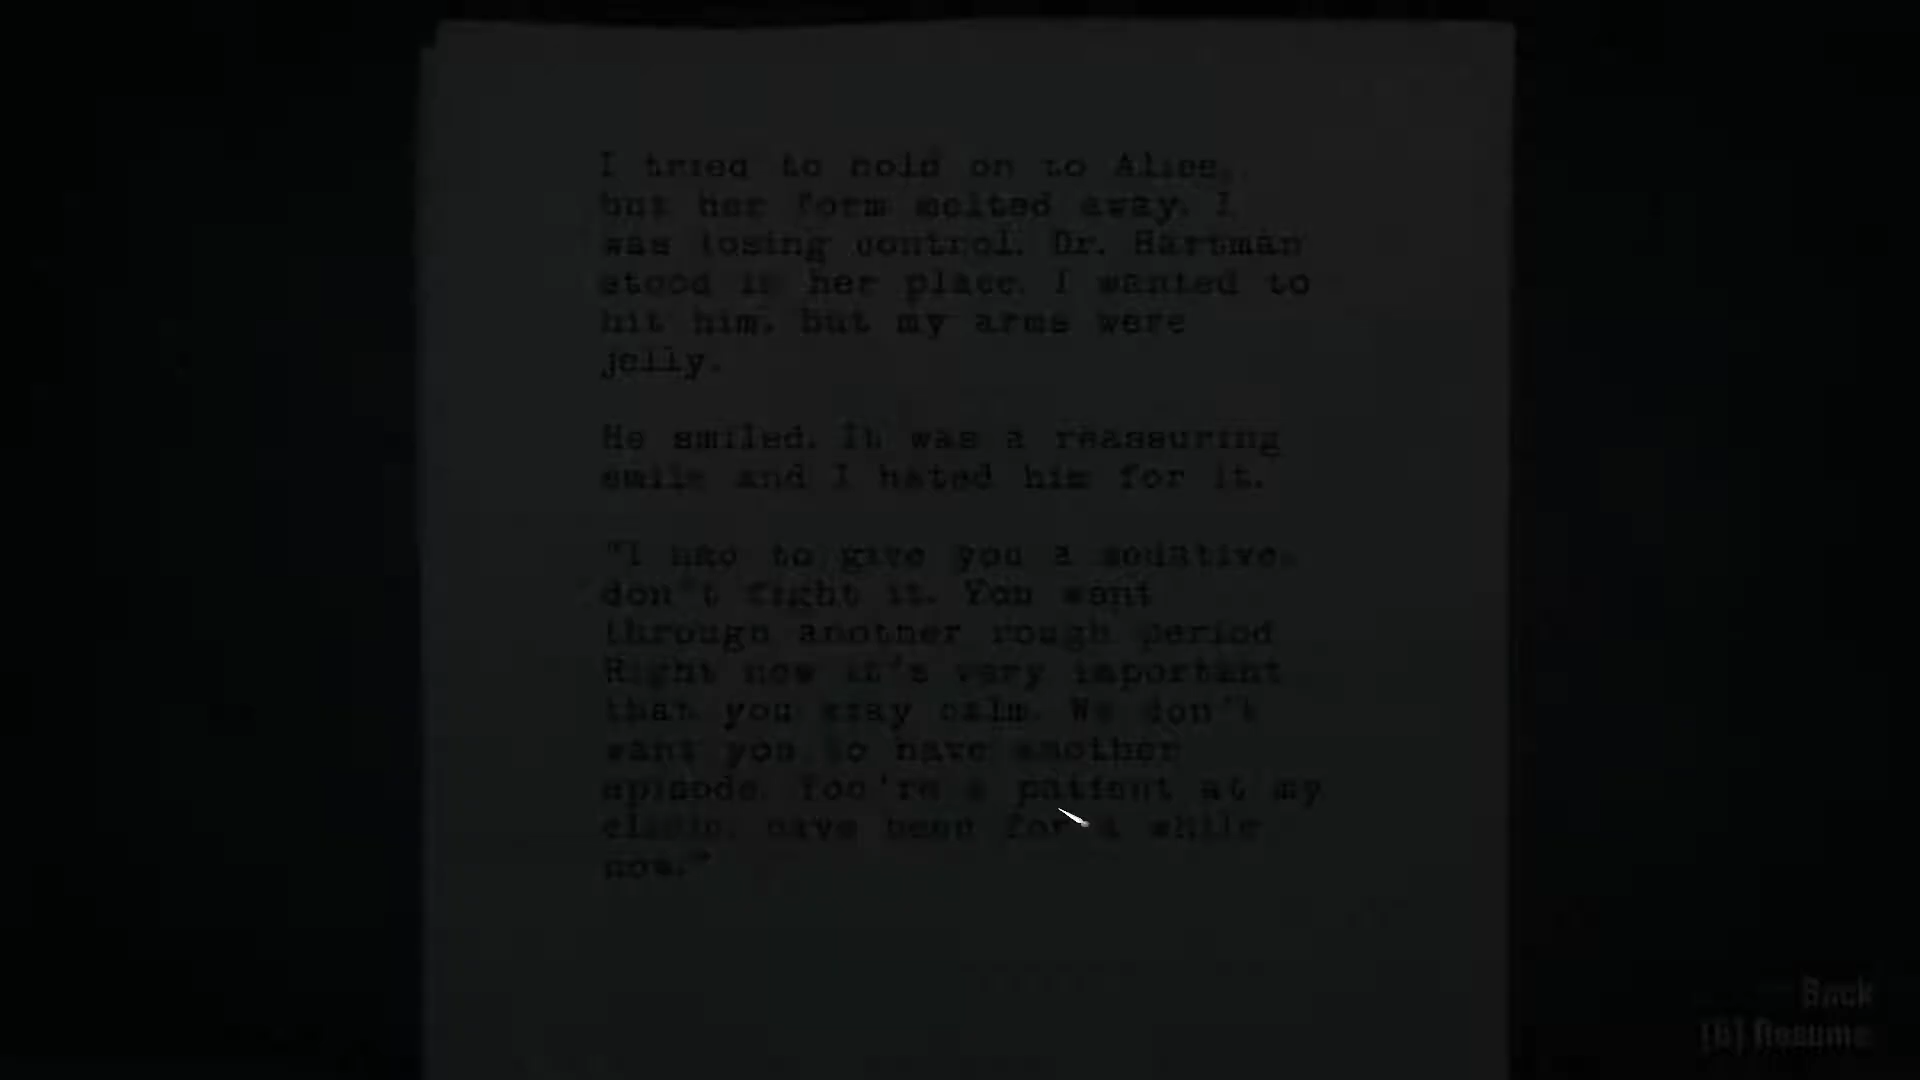 I tried to hold on to Alice,
but her form melted away. I
was losing control. Dr. Hartman
stood in her place. I wanted to
hit him, but my arms were
jelly.
He smiled. It was a reassuring
smile and I hated him for it.
"I had to give you a sedative,
don't fight it. You went
through another rough period
Right now it's very important
that you stay calm. We don't
want you to have another
episode. You're a patient at my
clinic, have been for a while
now."
Back
[G] Resume